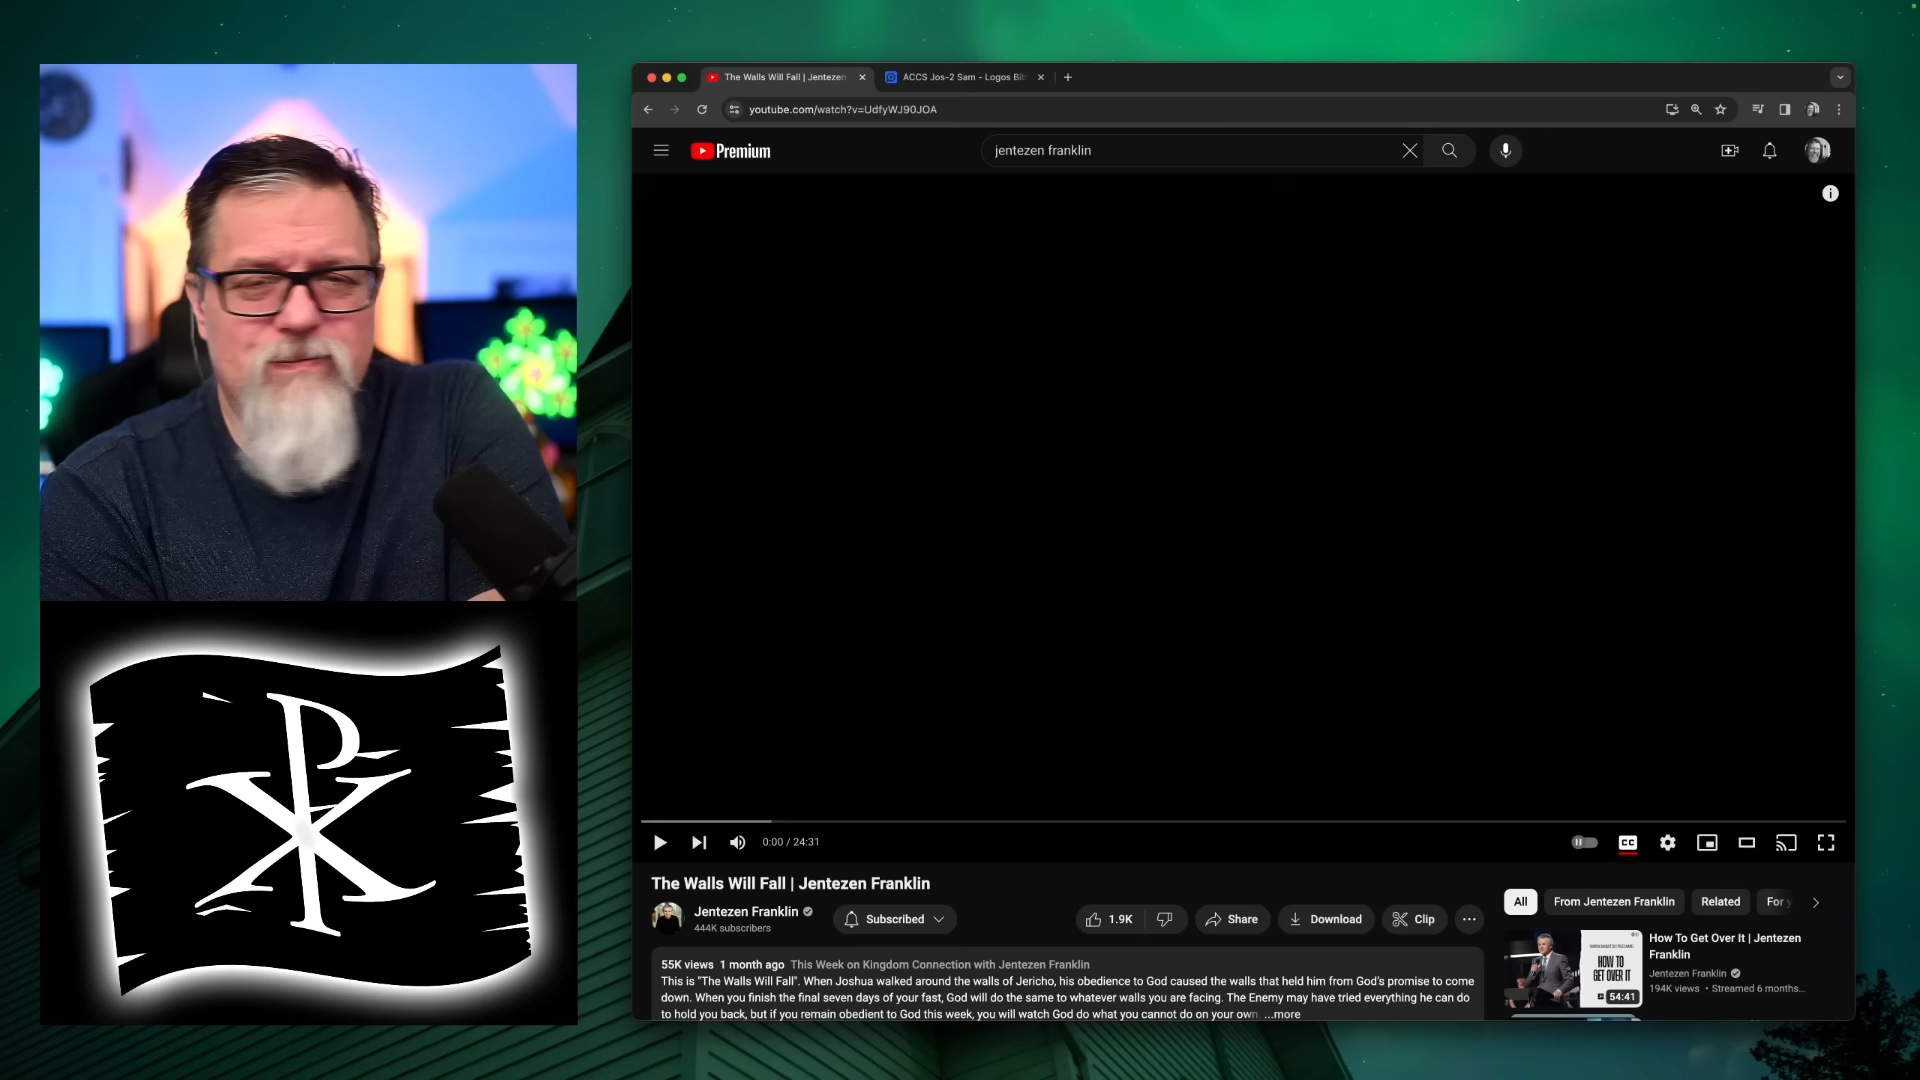 The Walls Will Fall | Jentezen
ACCS Jos-2 Sam - Logos Bib
youtube.com/watch?v=UdfyWJ90JOA
Premium
jentezen franklin
0:00 / 24:31
CC
The Walls Will Fall | Jentezen Franklin
Jentezen Franklin
444K subscribers
Subscribed
1.9K
Share
Download
Clip
55K views 1 month ago This Week on Kingdom Connection with Jentezen Franklin
This is "The Walls Will Fall". When Joshua walked around the walls of Jericho, his obedience to God caused the walls that held him from God's promise to come
down. When you finish the final seven days of your fast, God will do the same to whatever walls you are facing. The Enemy may have tried everything he can do
to hold you back, but if you remain obedient to God this week, you will watch God do what you cannot do on your own. ...more
All
From Jentezen Franklin
Related
For y
HOW TO
GET OVER IT
54:41
How To Get Over It | Jentezen
Franklin
Jentezen Franklin
194K views • Streamed 6 months...